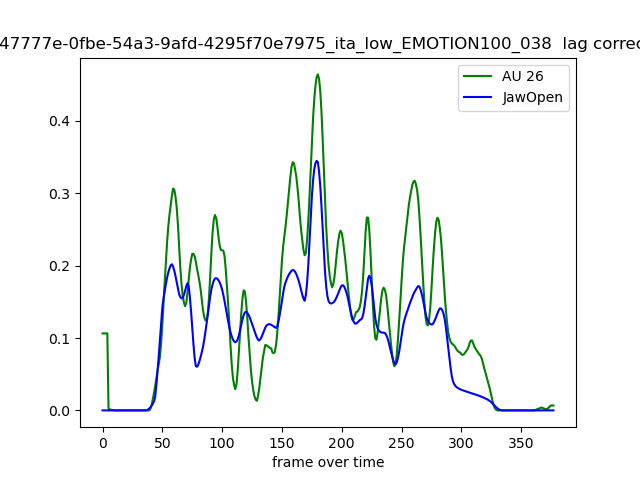 47777e-0fbe-54a3-9afd-4295f70e7975_ita_low_EMOTION100_038 lag correc
AU 26
JawOpen
0.4
0.3
0.2
0.1
0.0
0 50 100 150 200 250 300 350
frame over time